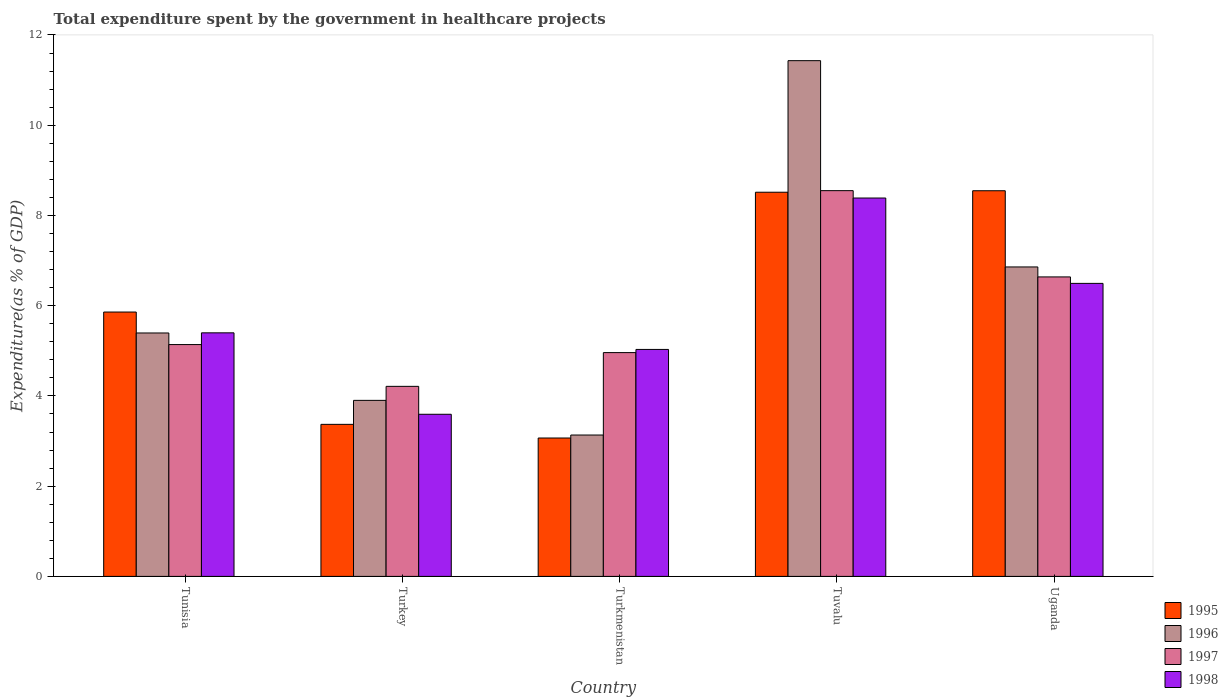 Total expenditure spent by the government in healthcare projects
Expenditure(as % of GDP)
12
10
8
6
4
2
0
Tunisia
Turkey
Turkmenistan
Tuvalu
Uganda
Country
1995
1996
1997
1998